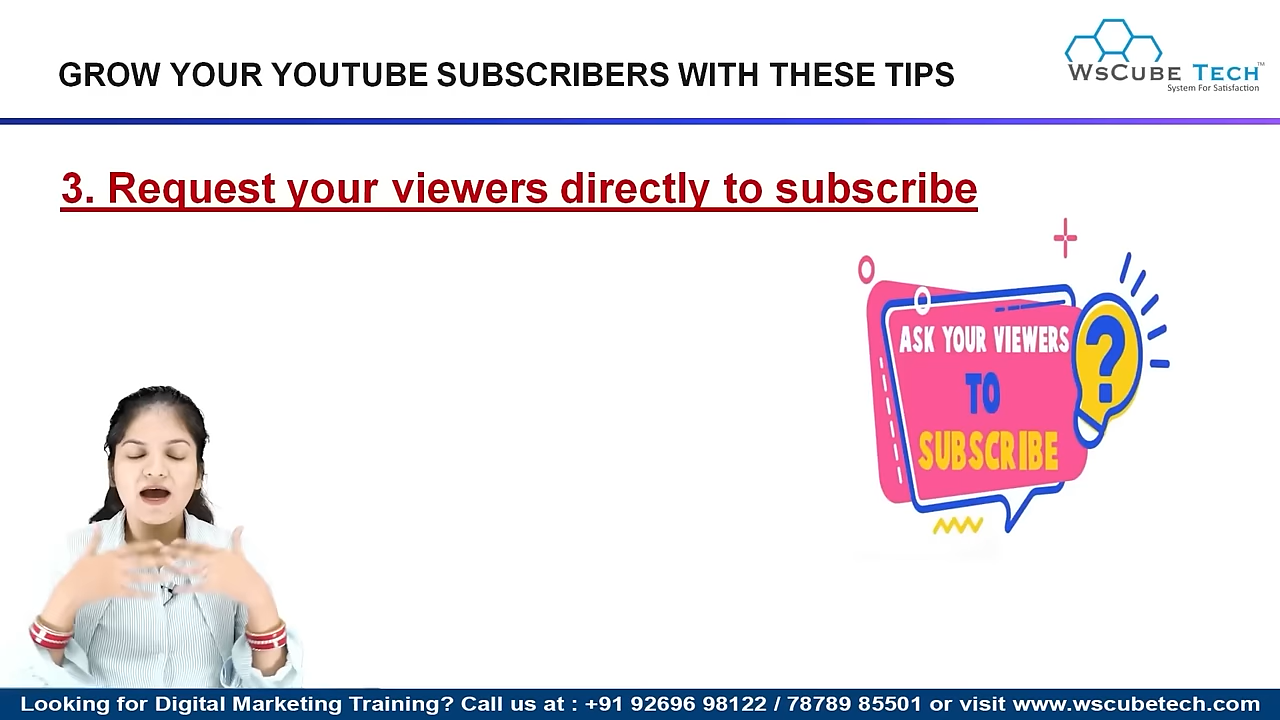 GROW YOUR YOUTUBE SUBSCRIBERS WITH THESE TIPS
WsCube Tech™
System For Satisfaction
3. Request your viewers directly to subscribe
ASK YOUR VIEWERS
TO
SUBSCRIBE
?
Looking for Digital Marketing Training? Call us at : +91 92696 98122 / 78789 85501 or visit www.wscubetech.com